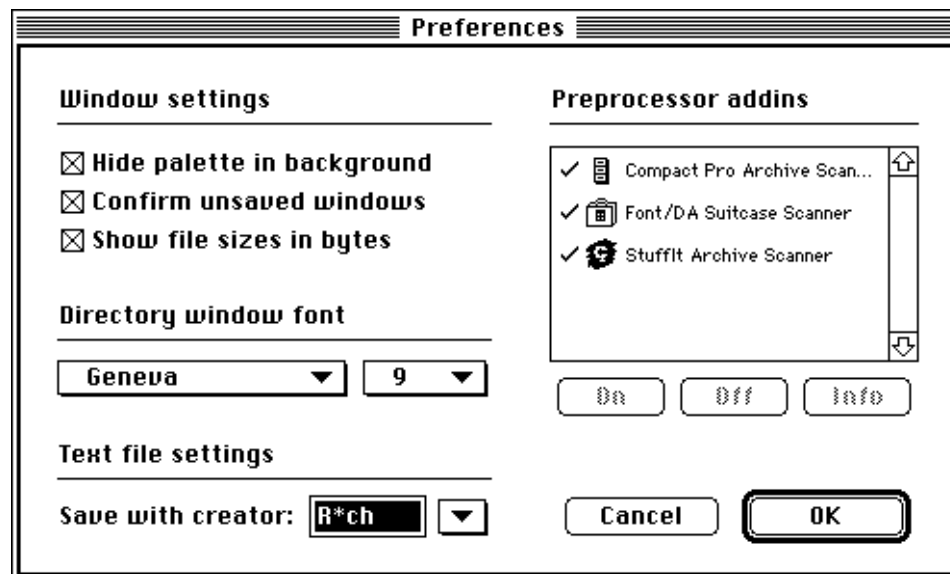 Preferences
Window settings
Hide palette in background
Confirm unsaved windows
Show file sizes in bytes
Directory window font
Geneva
9
Text file settings
Save with creator: R*ch
Preprocessor addins
Compact Pro Archive Scan...
Font/DA Suitcase Scanner
StuffIt Archive Scanner
On
Off
Info
Cancel
OK